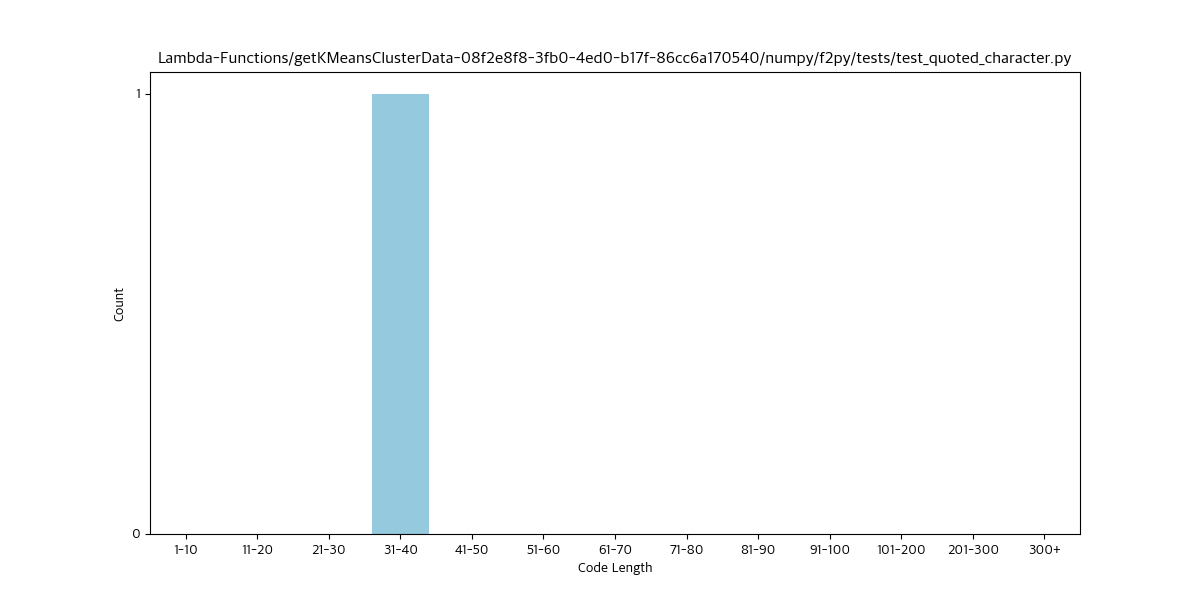 Lambda-Functions/getKMeansClusterData-08f2e8f8-3fb0-4ed0-b17f-86cc6a170540/numpy/f2py/tests/test_quoted_character.py
1
Count
0
1-10 11-20 21-30 31-40 41-50 51-60 61-70 71-80 81-90 91-100 101-200 201-300 300+
Code Length